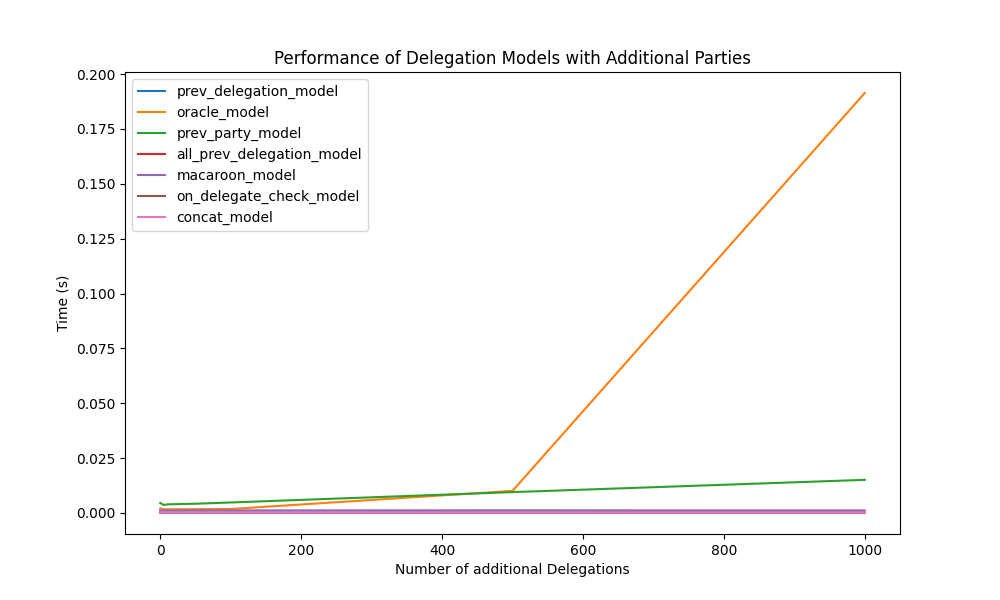 Performance of Delegation Models with Additional Parties
prev_delegation_model
oracle_model
prev_party_model
all_prev_delegation_model
macaroon_model
on_delegate_check_model
concat_model
Time (s)
0.200
0.175
0.150
0.125
0.100
0.075
0.050
0.025
0.000
0
200
400
600
800
1000
Number of additional Delegations